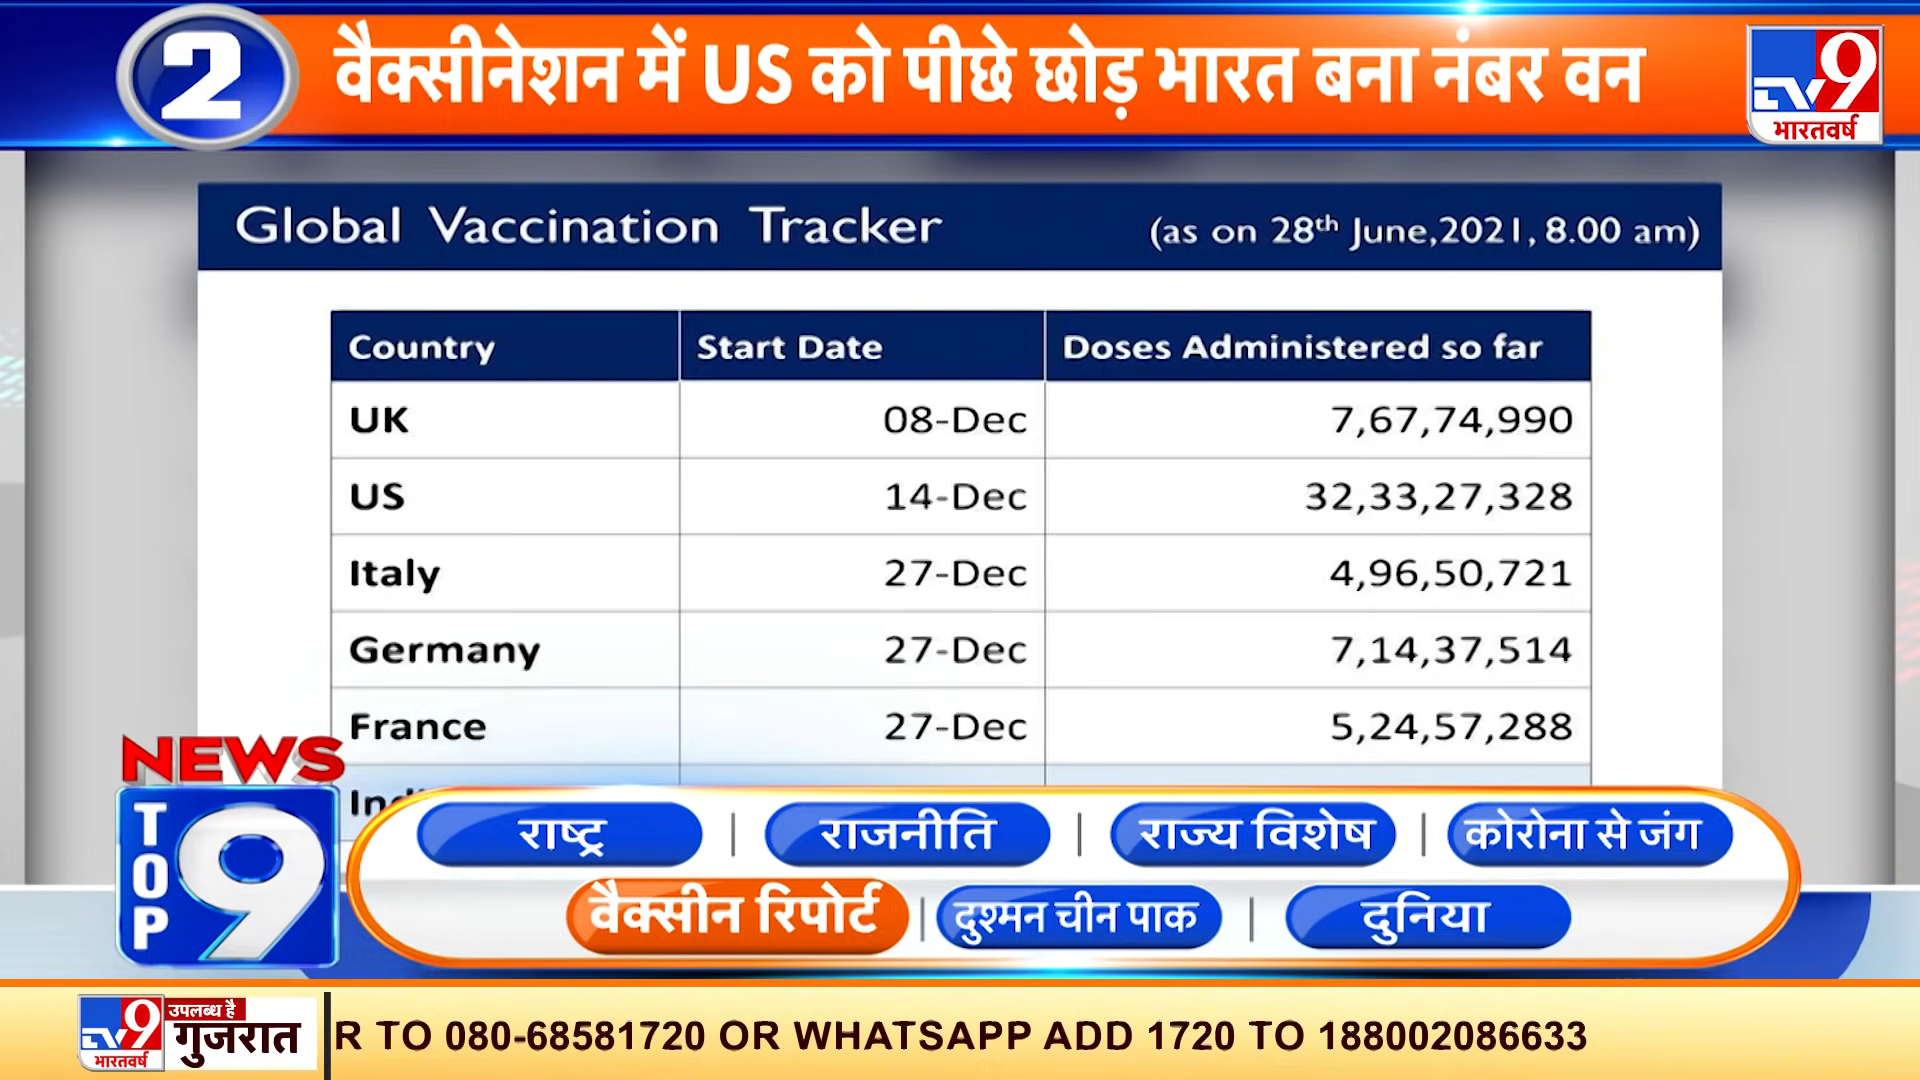 2
वैक्सीनेशन में US को पीछे छोड़ भारत बना नंबर वन
TV9
भारतवर्ष
Global Vaccination Tracker (as on 28th June,2021, 8.00 am)
Country Start Date Doses Administered so far
UK 08-Dec 7,67,74,990
US 14-Dec 32,33,27,328
Italy 27-Dec 4,96,50,721
Germany 27-Dec 7,14,37,514
France 27-Dec 5,24,57,288
NEWS
TOP
9
राष्ट्र | राजनीति | राज्य विशेष | कोरोना से जंग
वैक्सीन रिपोर्ट | दुश्मन चीन पाक | दुनिया
TV9
भारतवर्ष
उपलब्ध है
गुजरात
R TO 080-68581720 OR WHATSAPP ADD 1720 TO 188002086633